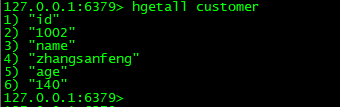 127.0.0.1:6379> hgetall customer
1) "id"
2) "1002"
3) "name"
4) "zhangsanfeng"
5) "age"
6) "140"
127.0.0.1:6379>